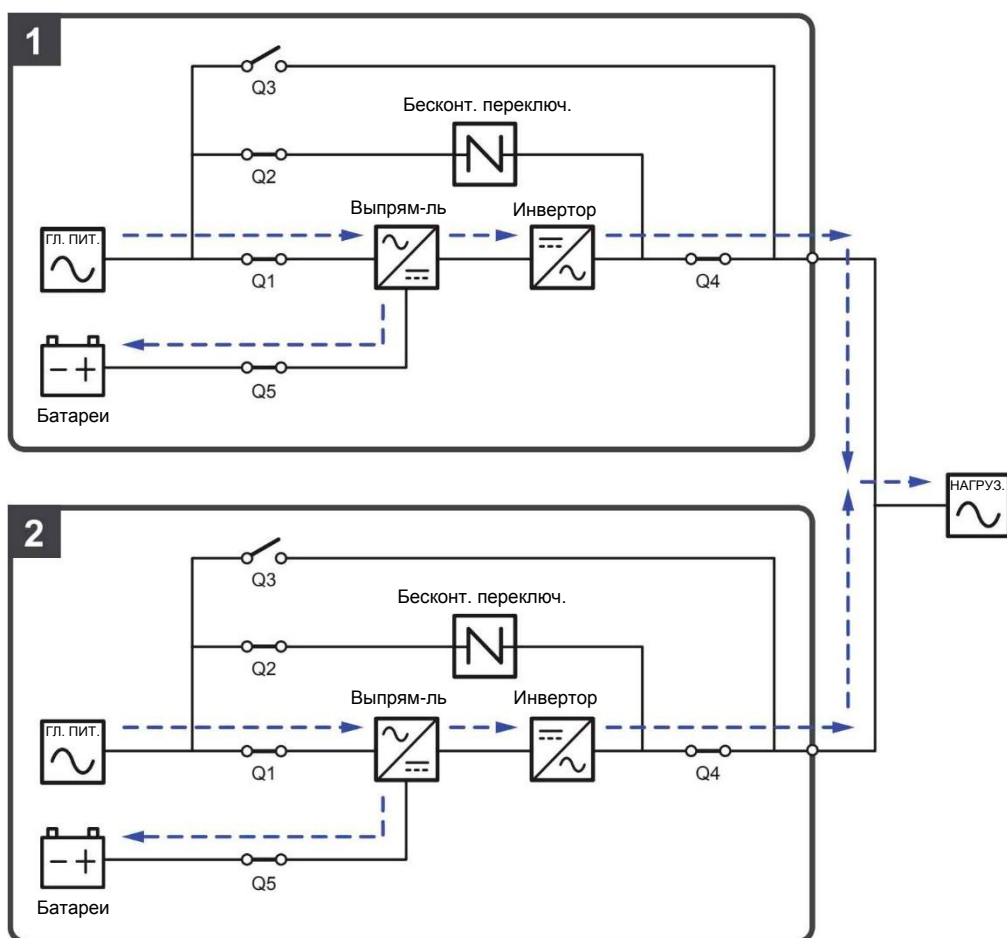 1
Q3
Бесконт. переключ.
Q2
Выпрям-ль
Инвертор
ГЛ. ПИТ.
Q1
Q4
Q5
Батареи
НАГРУЗ.
2
Q3
Бесконт. переключ.
Q2
Выпрям-ль
Инвертор
ГЛ. ПИТ.
Q1
Q4
Q5
Батареи